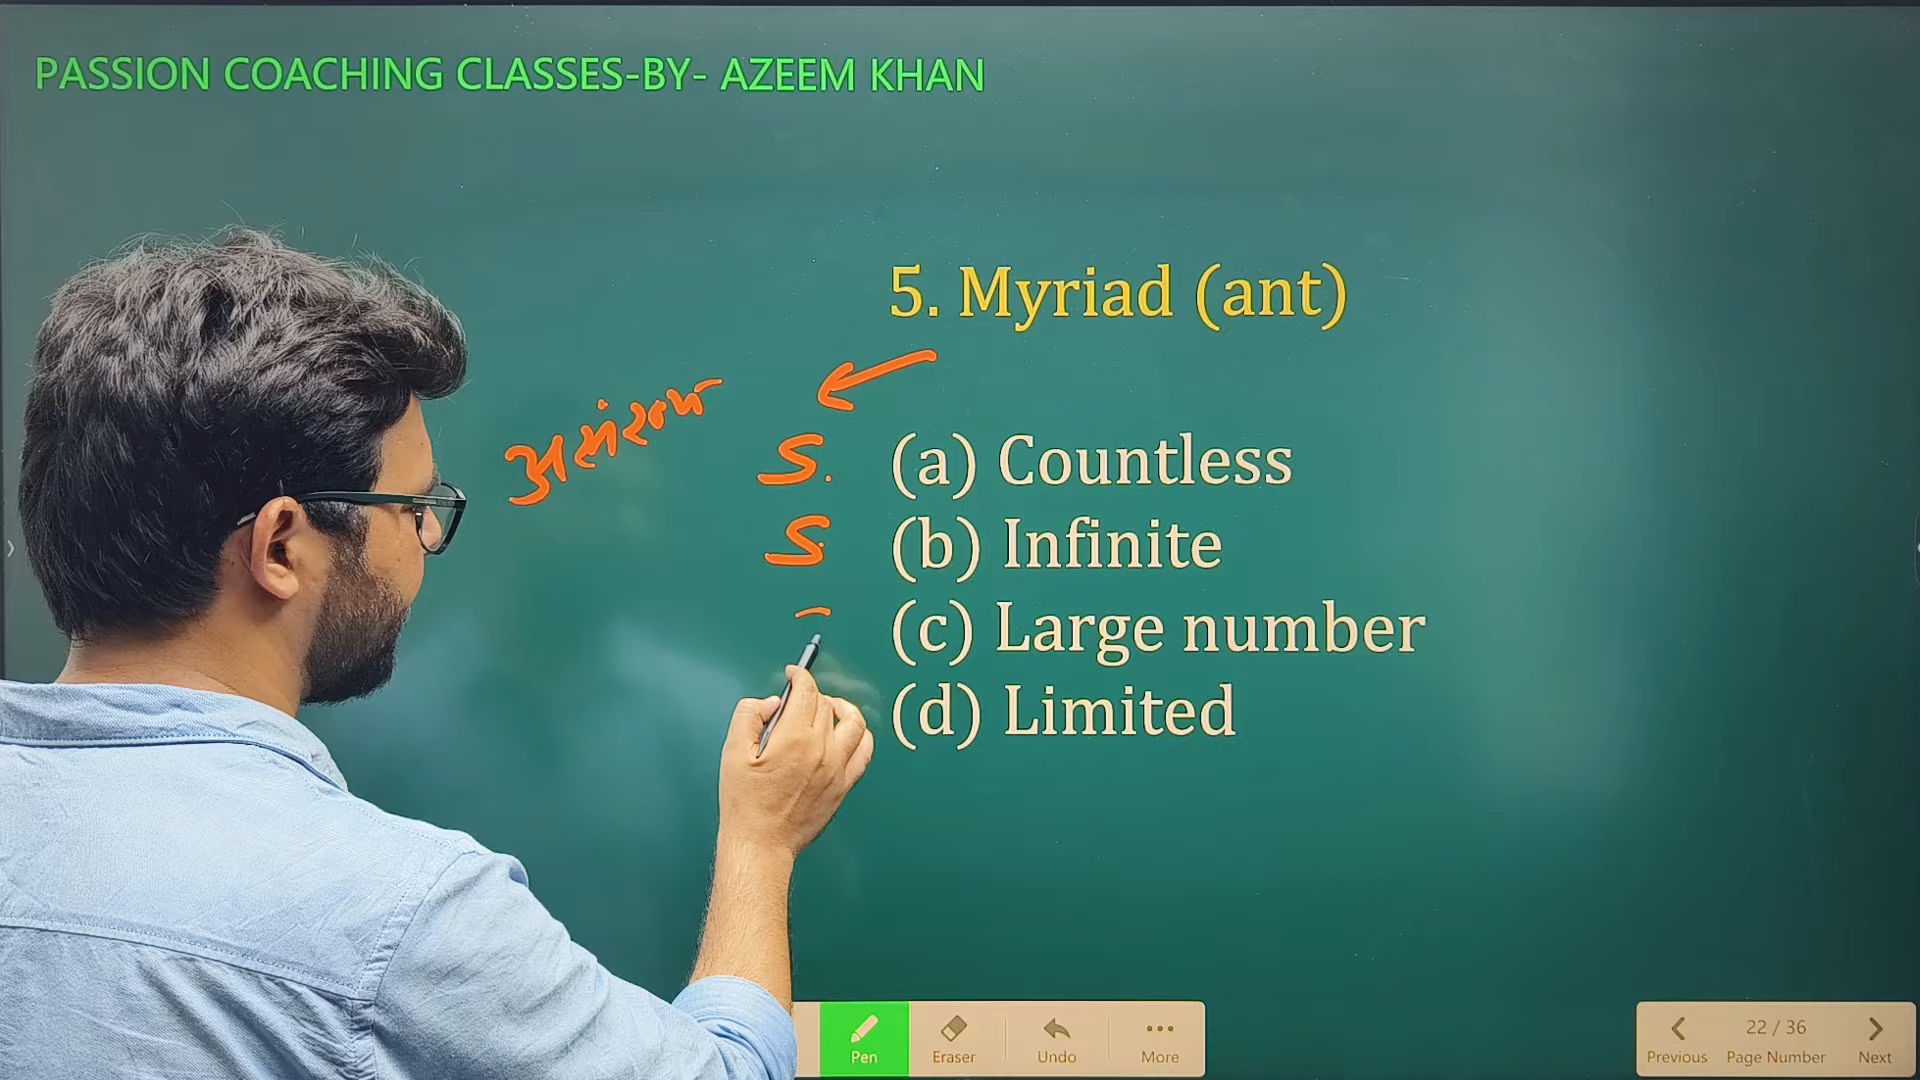 PASSION COACHING CLASSES-BY- AZEEM KHAN
5. Myriad (ant)
असंख्य
S. (a) Countless
S. (b) Infinite
(c) Large number
(d) Limited
Pen
Eraser
Undo
More
Previous
22 / 36
Page Number
Next